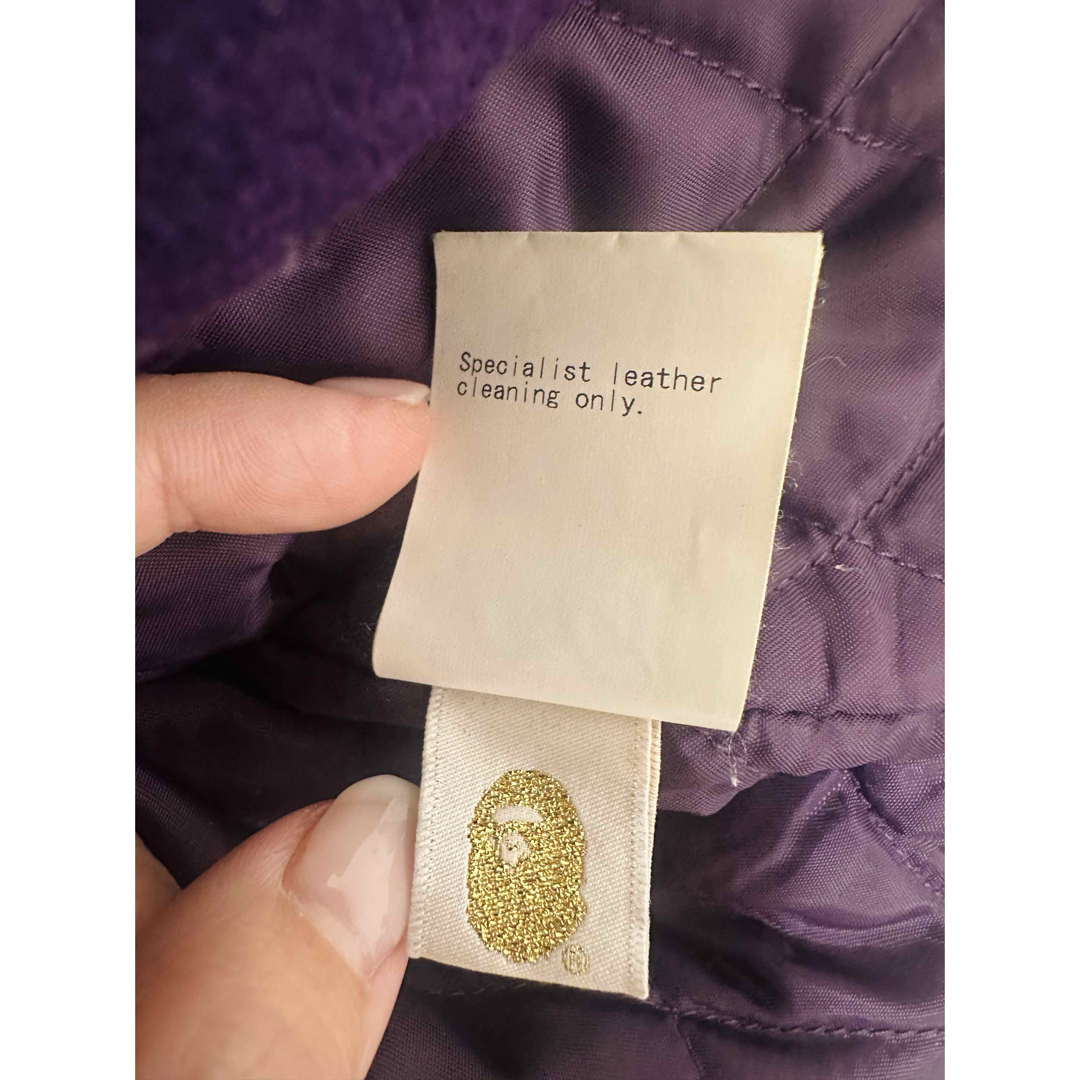 Specialist leather
cleaning only.
®